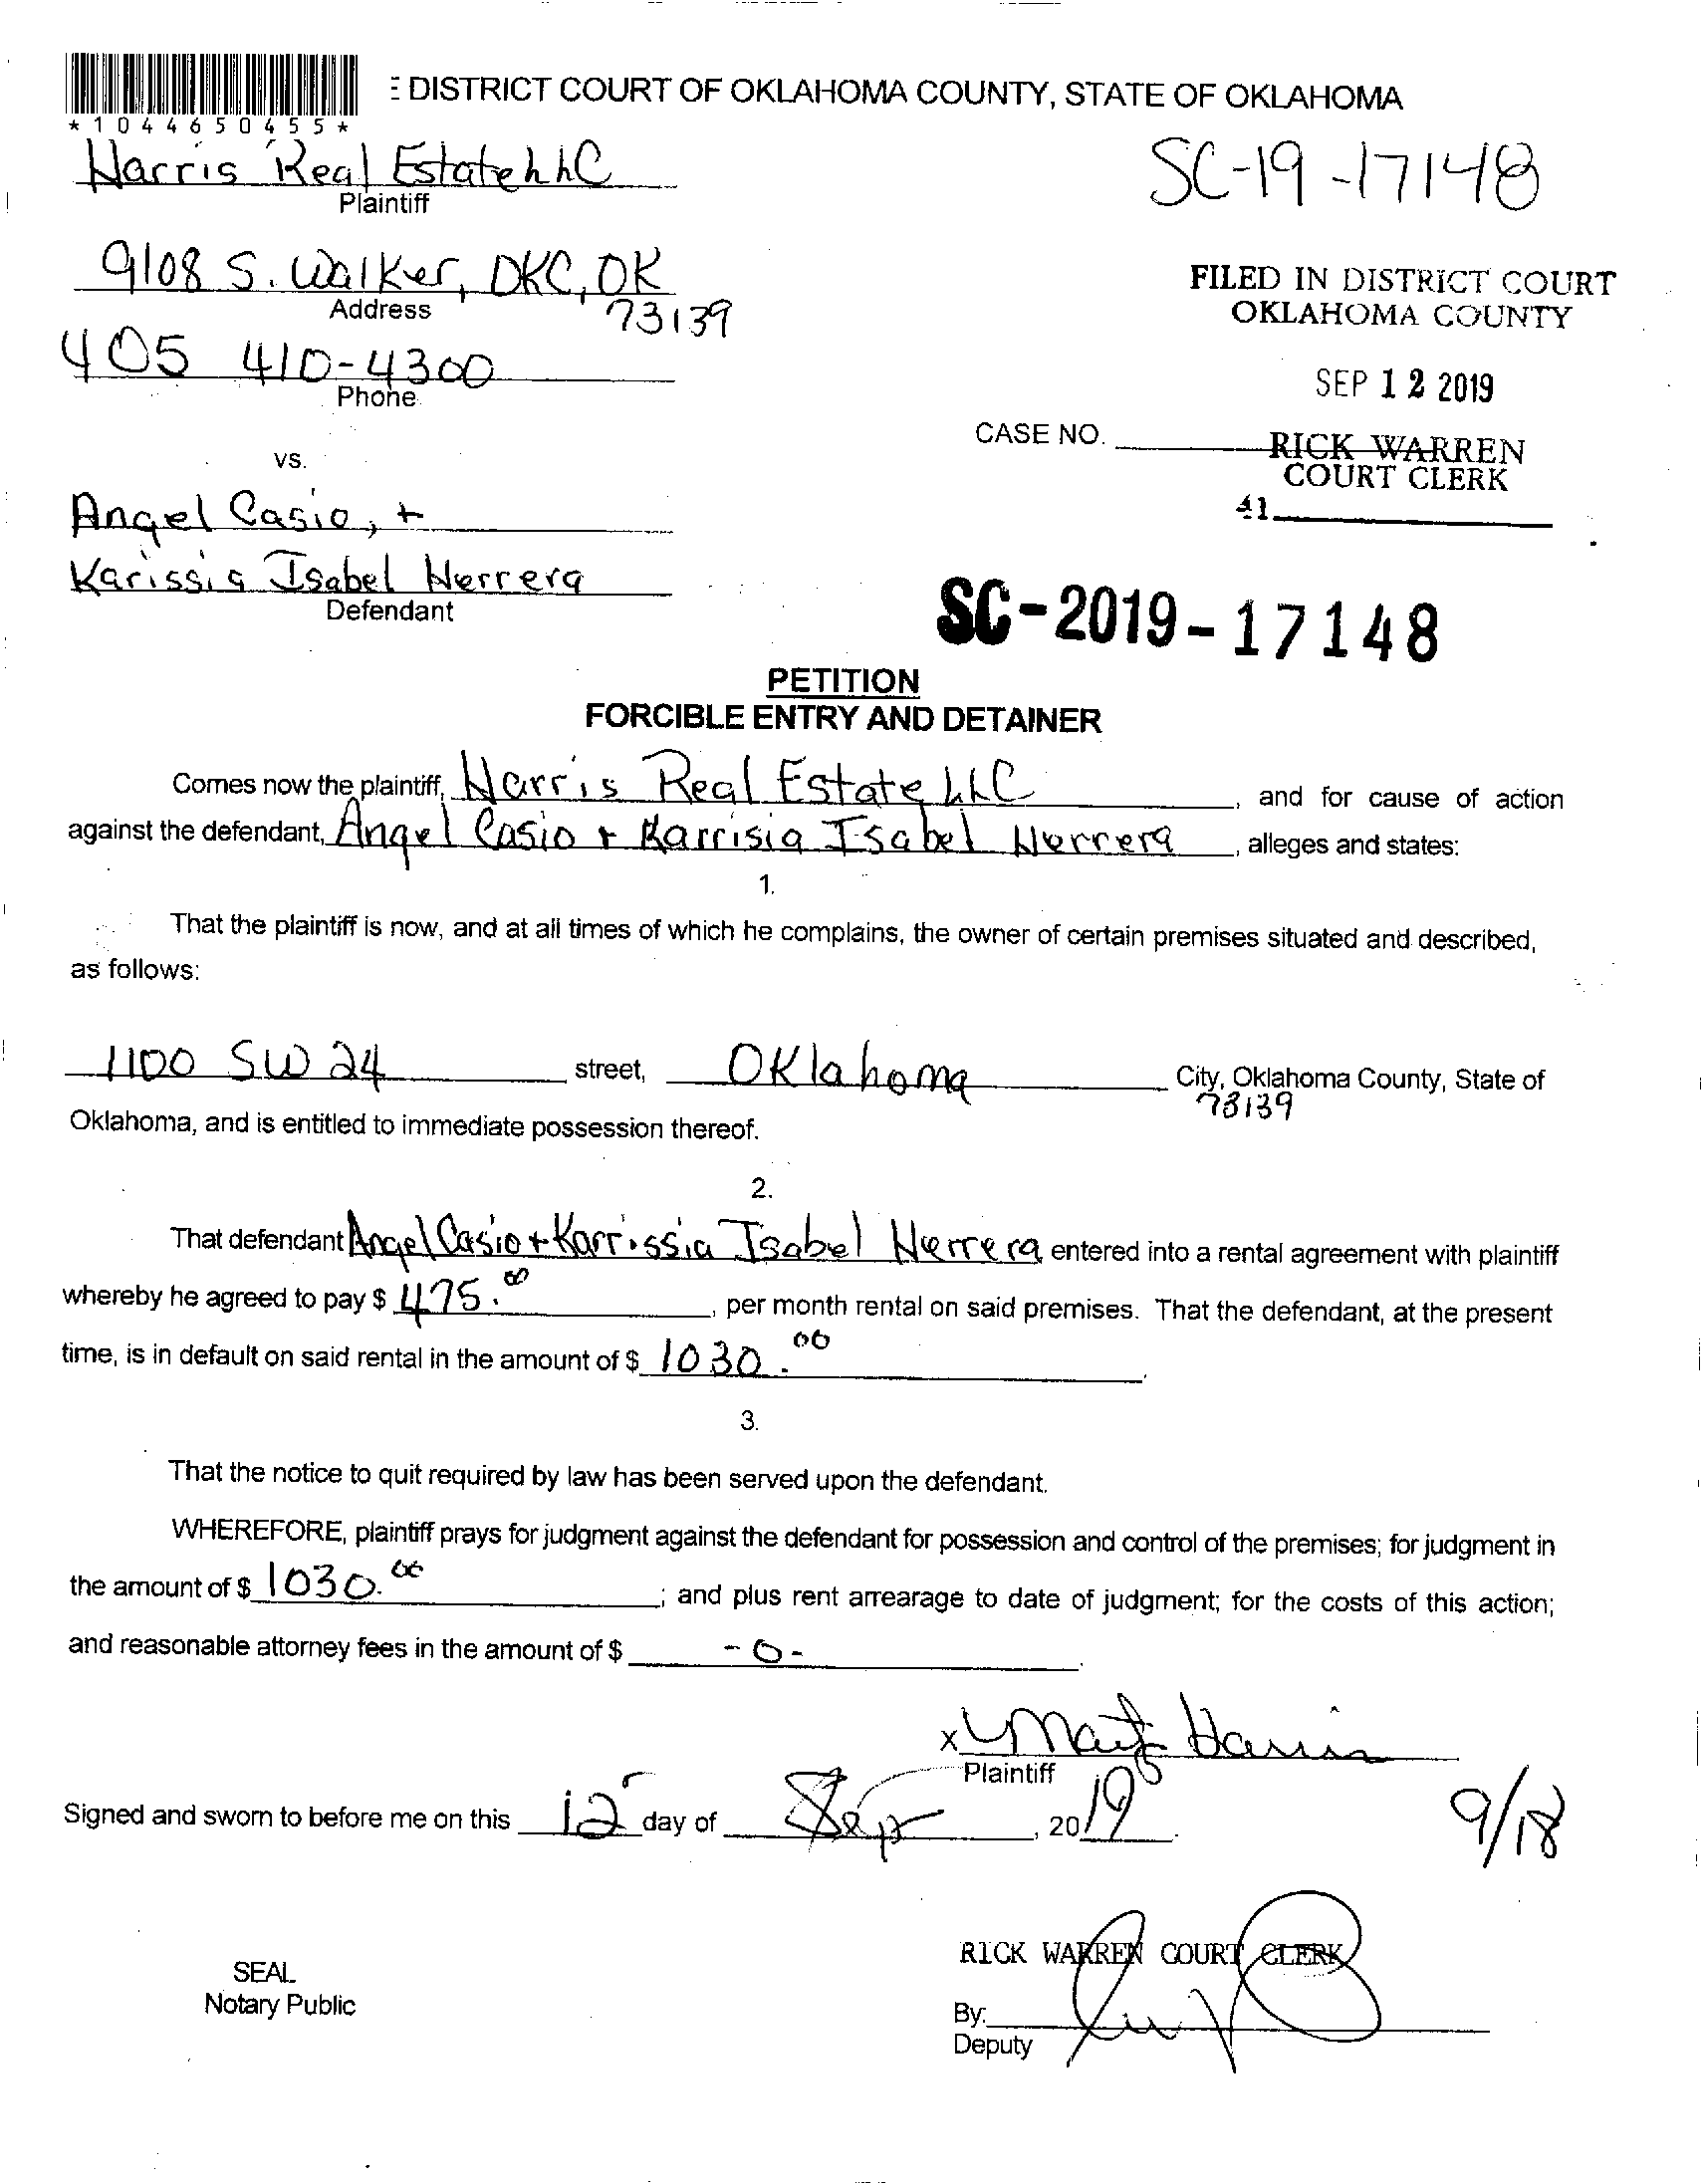 E DISTRICT COURT OF OKLAHOMA COUNTY, STATE OF OKLAHOMA
*1044650455*
Harris Real Estate LLC
Plaintiff
SC-19-17148
9108 S. Walker, OKC, OK
Address
73139
FILED IN DISTRICT COURT
OKLAHOMA COUNTY
405 410-4300
Phone
SEP 12 2019
CASE NO.
RICK WARREN
COURT CLERK
41
vs.
Angel Casio, +
Karissia Isabel Herrera
Defendant
SC-2019-17148
PETITION
FORCIBLE ENTRY AND DETAINER
Comes now the plaintiff, Harris Real Estate LLC, and for cause of action
against the defendant, Angel Casio + Karrisia Isabel Herrera, alleges and states:
1.
That the plaintiff is now, and at all times of which he complains, the owner of certain premises situated and described,
as follows:
1100 SW 24 street, Oklahoma City, Oklahoma County, State of
73139
Oklahoma, and is entitled to immediate possession thereof.
2.
That defendant Angel Casio + Karrissia Isabel Herrera entered into a rental agreement with plaintiff
whereby he agreed to pay $ 475.00, per month rental on said premises. That the defendant, at the present
time, is in default on said rental in the amount of $ 1030.00.
3.
That the notice to quit required by law has been served upon the defendant.
WHEREFORE, plaintiff prays for judgment against the defendant for possession and control of the premises; for judgment in
the amount of $ 1030.00; and plus rent arrearage to date of judgment; for the costs of this action;
and reasonable attorney fees in the amount of $ -0-.
x Harris
Plaintiff
Signed and sworn to before me on this 12 day of Sept, 2019.
9/18
RICK WARREN COURT CLERK
SEAL
Notary Public
By:
Deputy